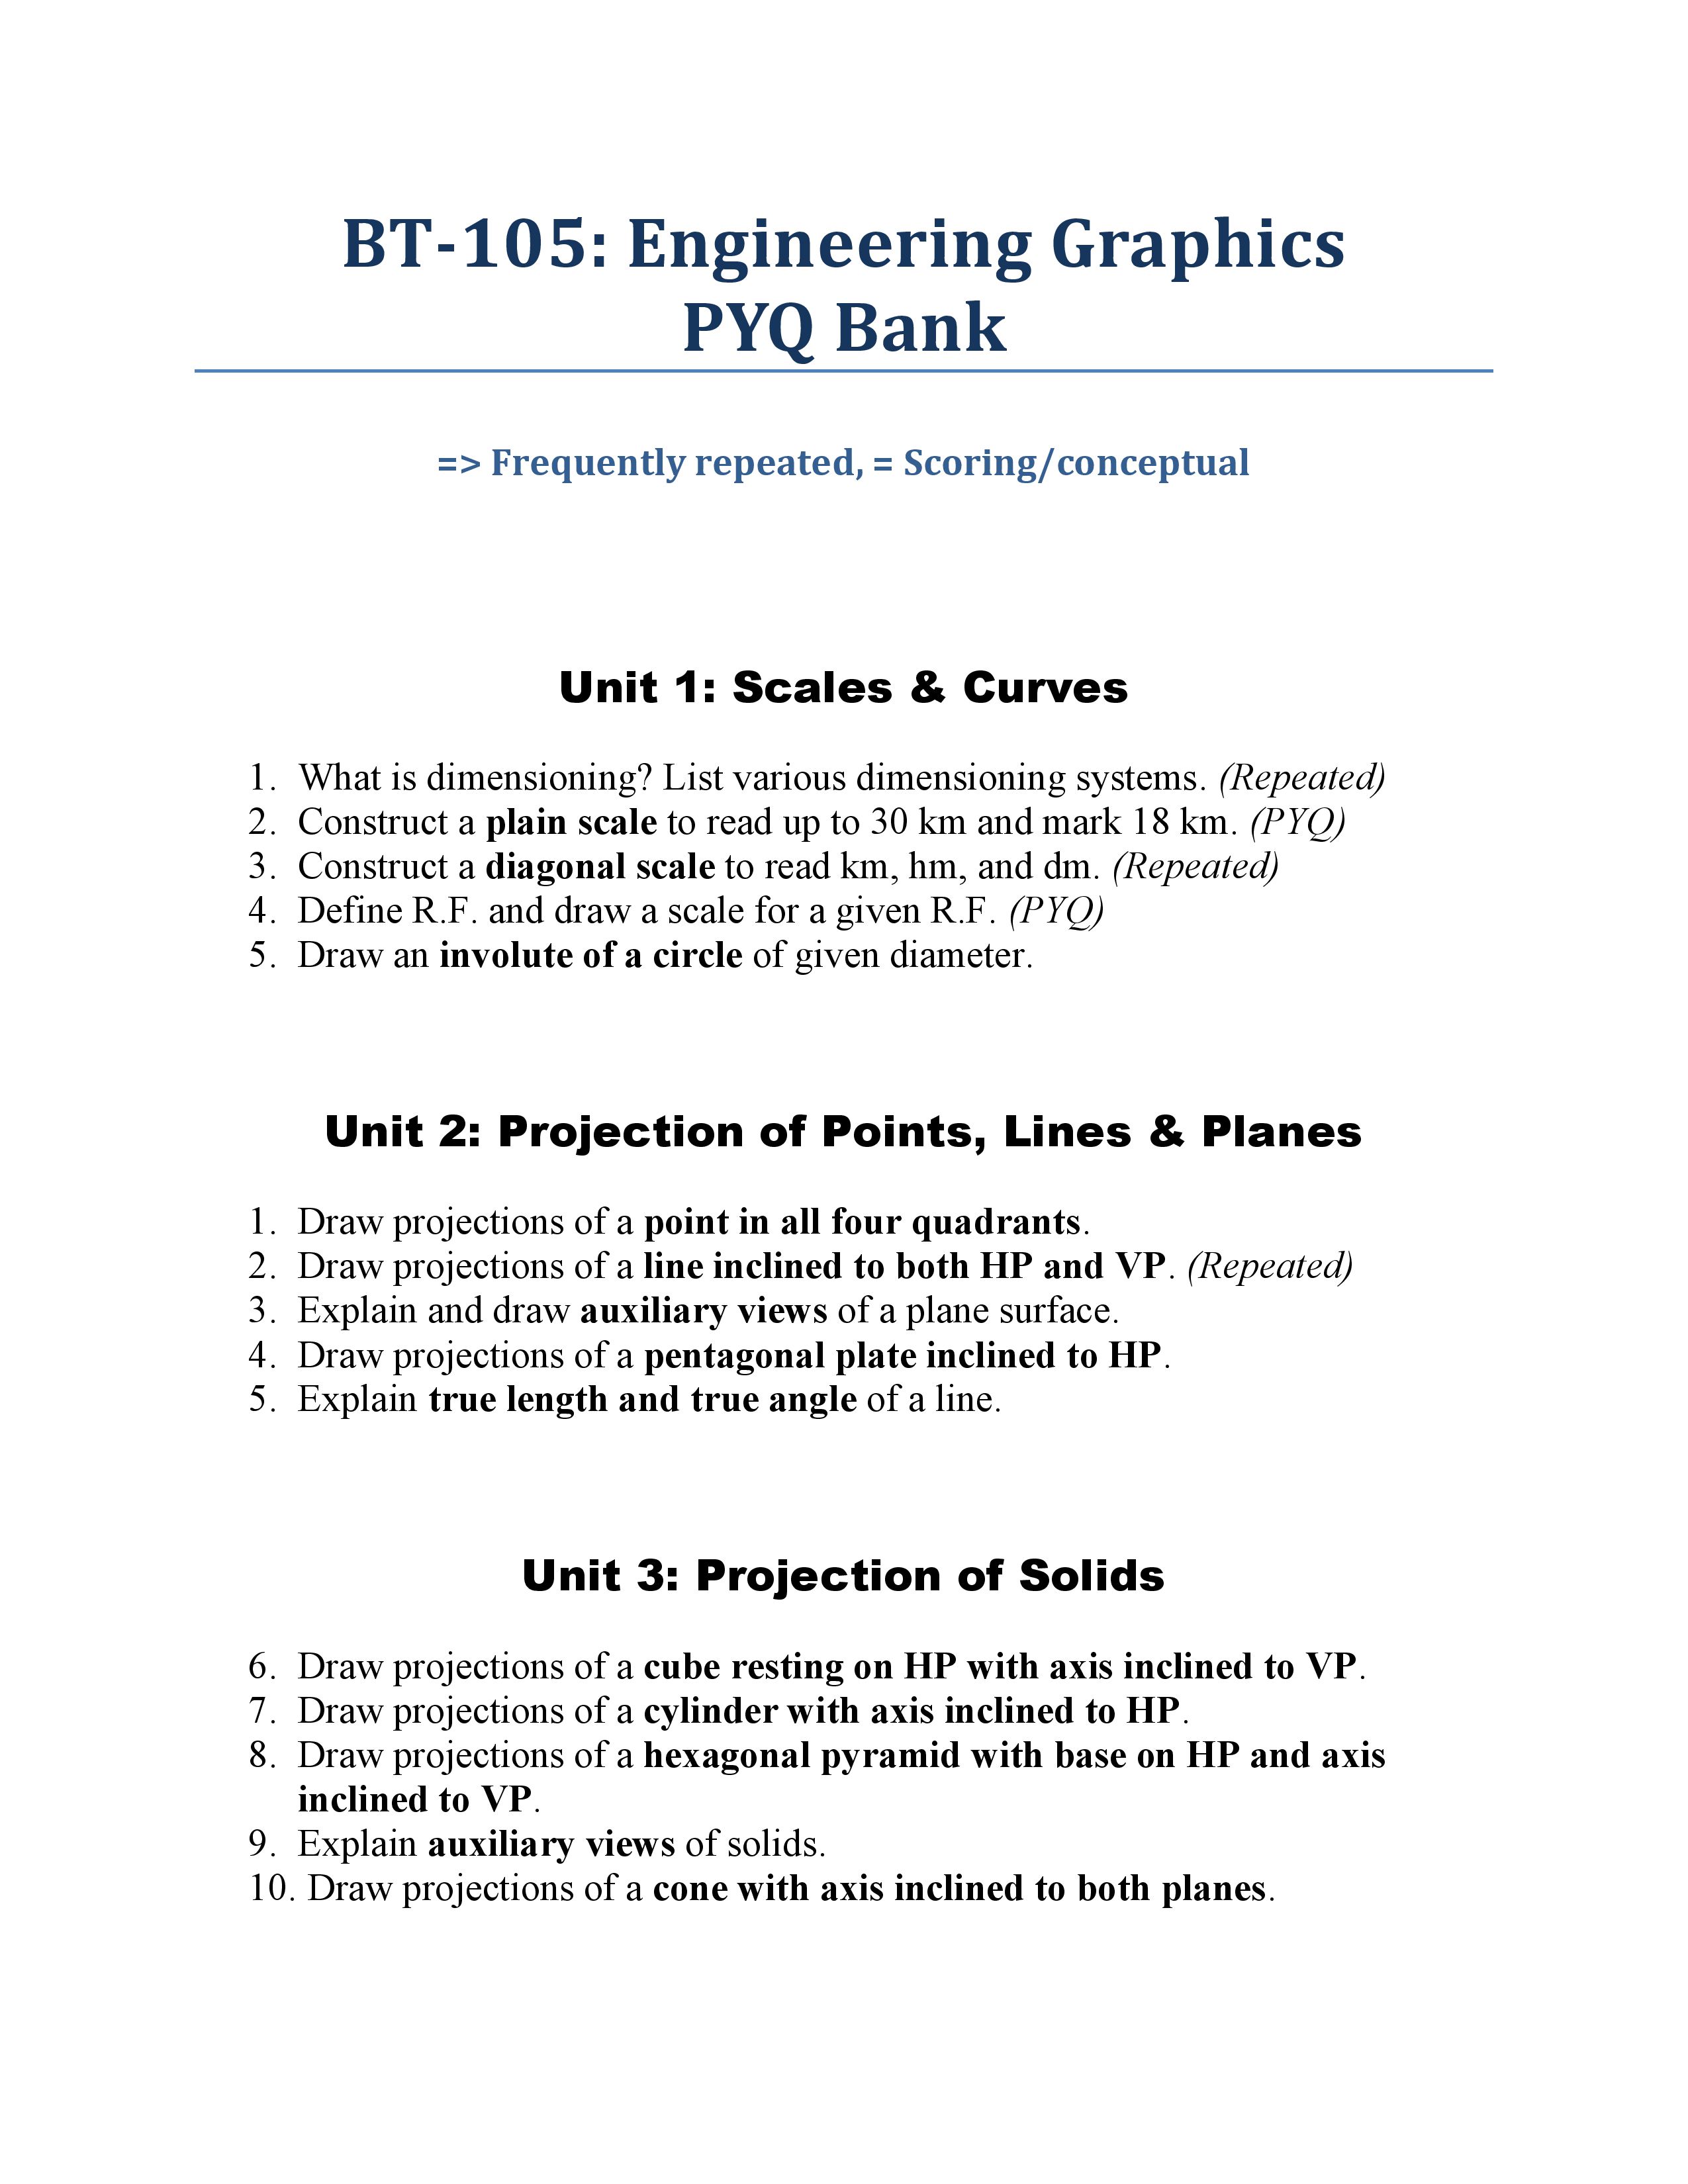 BT-105: Engineering Graphics
PYQ Bank
=> Frequently repeated, = Scoring/conceptual
Unit 1: Scales & Curves
1. What is dimensioning? List various dimensioning systems. (Repeated)
2. Construct a plain scale to read up to 30 km and mark 18 km. (PYQ)
3. Construct a diagonal scale to read km, hm, and dm. (Repeated)
4. Define R.F. and draw a scale for a given R.F. (PYQ)
5. Draw an involute of a circle of given diameter.
Unit 2: Projection of Points, Lines & Planes
1. Draw projections of a point in all four quadrants.
2. Draw projections of a line inclined to both HP and VP. (Repeated)
3. Explain and draw auxiliary views of a plane surface.
4. Draw projections of a pentagonal plate inclined to HP.
5. Explain true length and true angle of a line.
Unit 3: Projection of Solids
6. Draw projections of a cube resting on HP with axis inclined to VP.
7. Draw projections of a cylinder with axis inclined to HP.
8. Draw projections of a hexagonal pyramid with base on HP and axis
inclined to VP.
9. Explain auxiliary views of solids.
10. Draw projections of a cone with axis inclined to both planes.